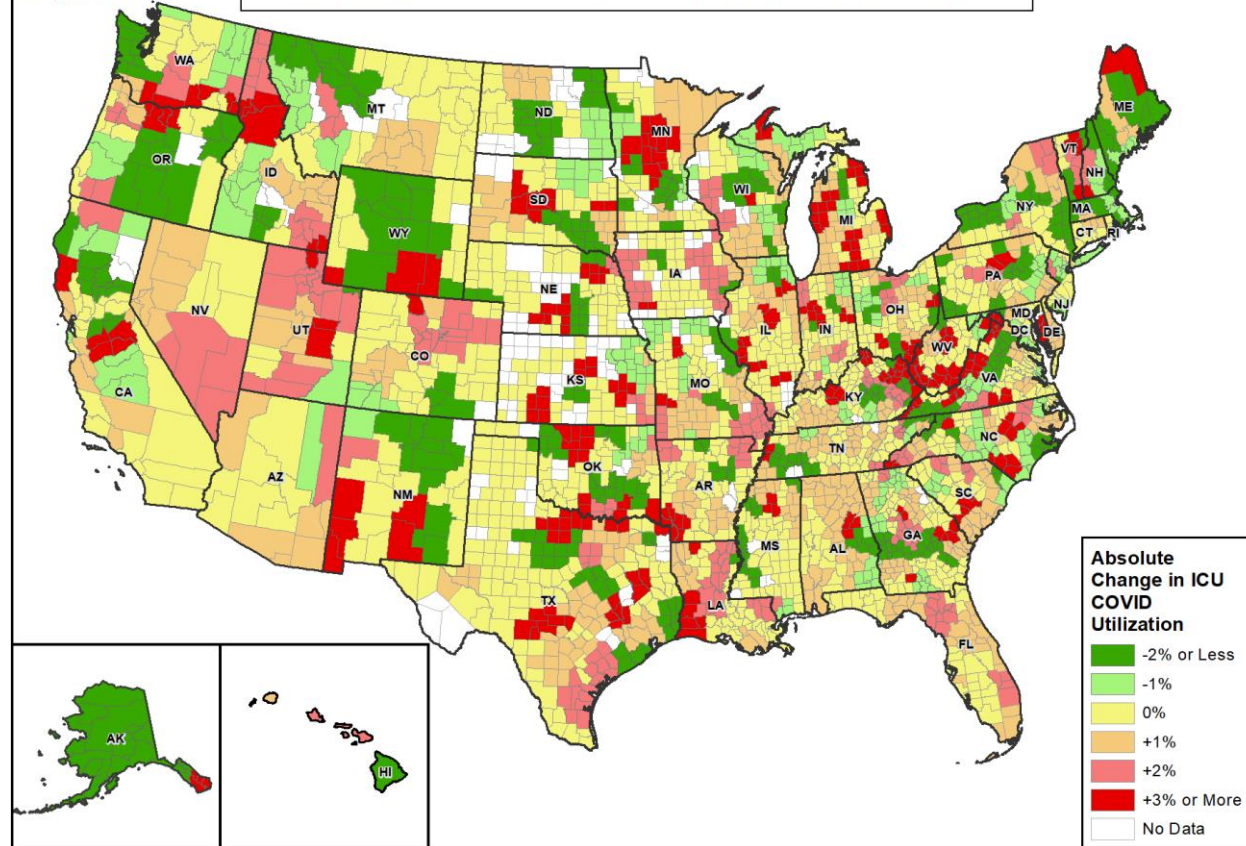 WA
MT
ND
MN
ME
OR
ID
SD
WI
VT
NH
NY
MA
WY
MI
CT
RI
NE
IA
PA
NV
UT
IL
IN
OH
NJ
MD
DC
DE
CO
WV
CA
KS
MO
KY
VA
AZ
NM
OK
TN
NC
AR
SC
MS
AL
GA
TX
LA
FL
AK
HI
Absolute
Change in ICU
COVID
Utilization
-2% or Less
-1%
0%
+1%
+2%
+3% or More
No Data